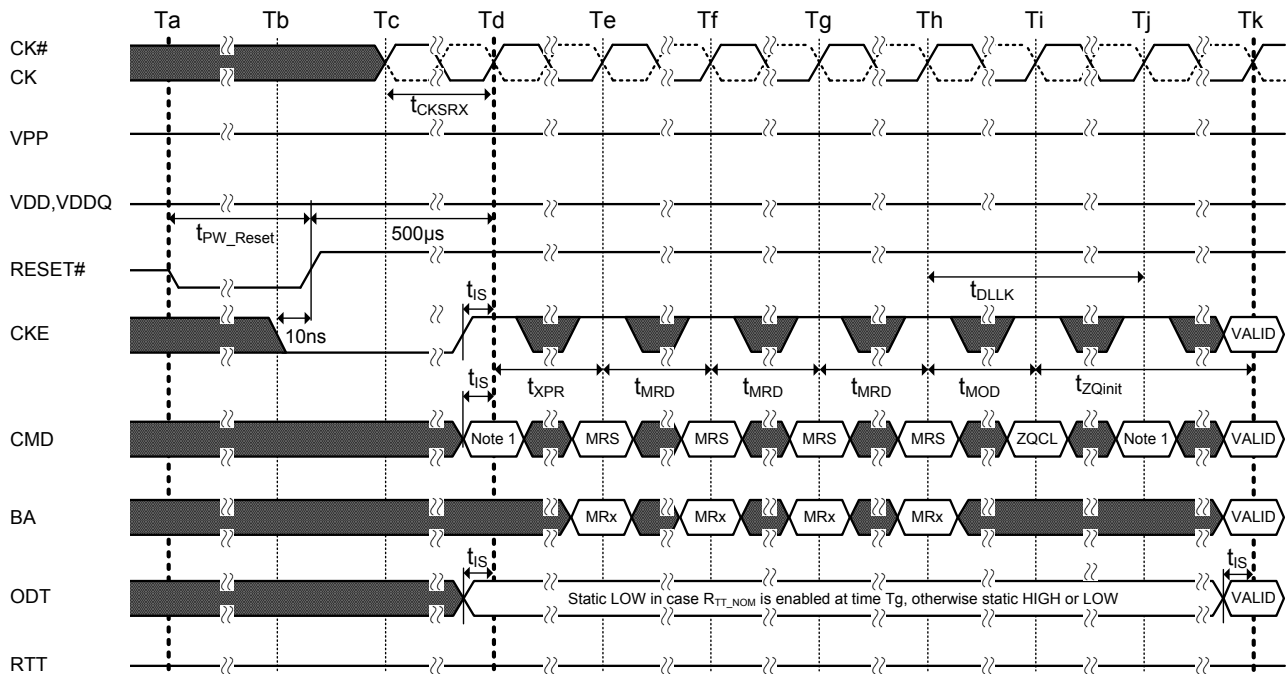 Ta Tb Tc Td Te Tf Tg Th Ti Tj Tk
CK#
CK
tCKSRX
VPP
VDD,VDDQ
tPW_Reset 500µs
RESET#
tIS tDLLK
CKE 10ns VALID
tIS tXPR tMRD tMRD tMRD tMOD tZQinit
CMD Note 1 MRS MRS MRS MRS ZQCL Note 1 VALID
BA MRx MRx MRx MRx VALID
tIS tIS
ODT Static LOW in case RTT_NOM is enabled at time Tg, otherwise static HIGH or LOW VALID
RTT